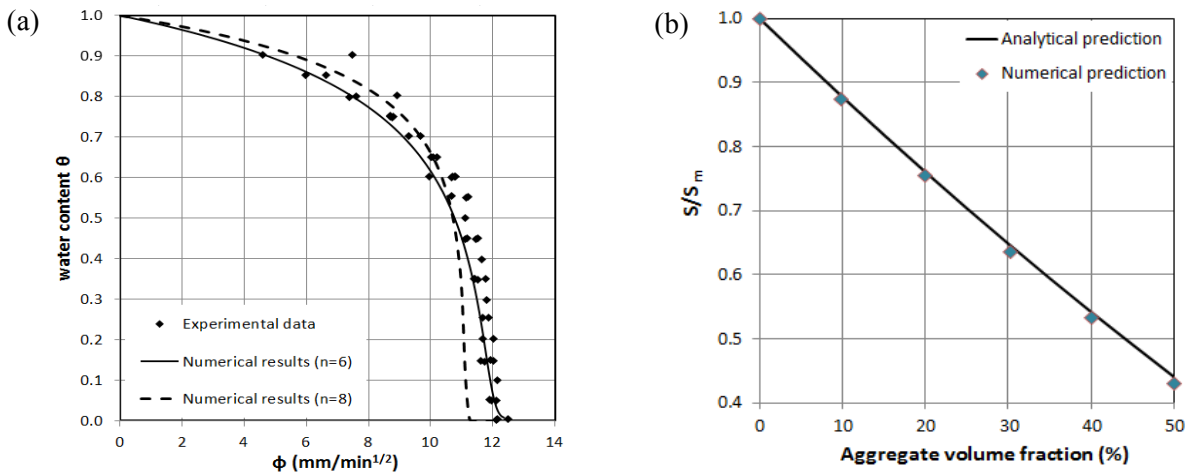 (a)
1.0
0.9
0.8
0.7
0.6
0.5
0.4
0.3
0.2
0.1
0.0
water content θ
Experimental data
Numerical results (n=6)
Numerical results (n=8)
0 2 4 6 8 10 12 14
ϕ (mm/min1/2)
(b)
1.0
0.9
0.8
0.7
0.6
0.5
0.4
S/Sm
Analytical prediction
Numerical prediction
0 10 20 30 40 50
Aggregate volume fraction (%)